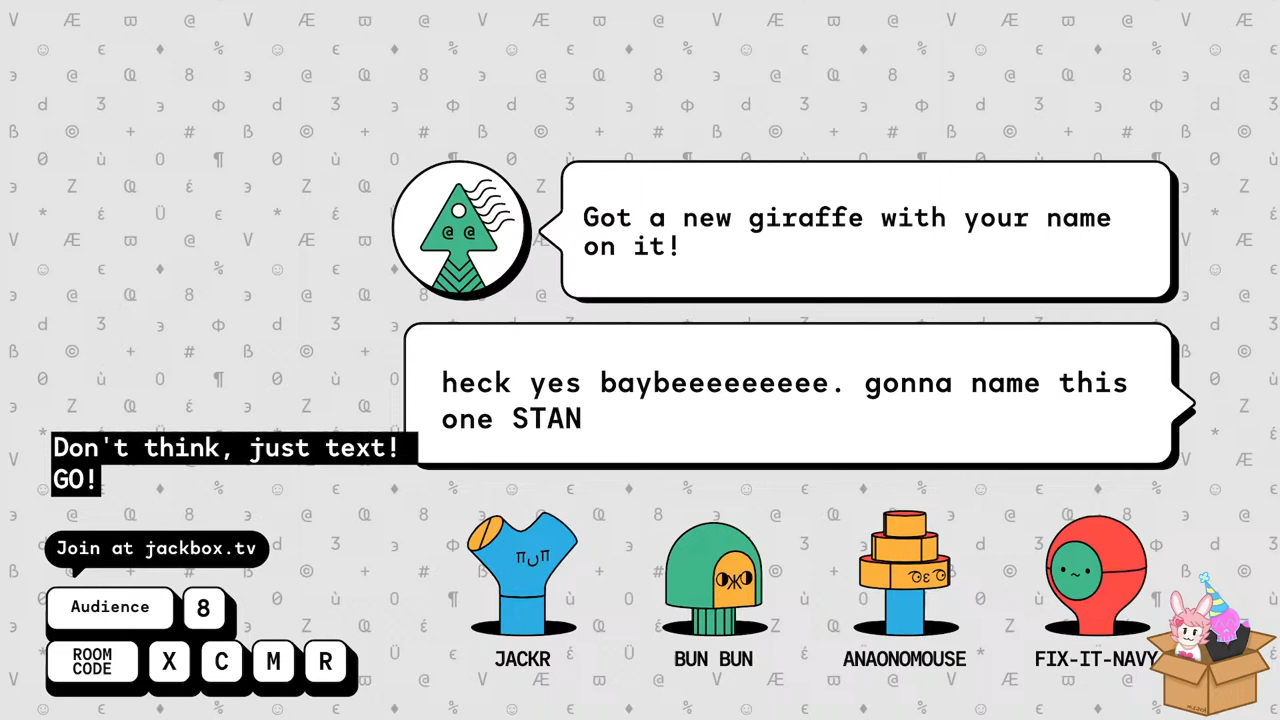 Got a new giraffe with your name
on it!
heck yes baybeeeeeeeee. gonna name this
one STAN
Don't think, just text!
GO!
Join at jackbox.tv
Audience 8
ROOM
CODE
X C M R
JACKR
BUN BUN
ANAONOMOUSE
FIX-IT-NAVY